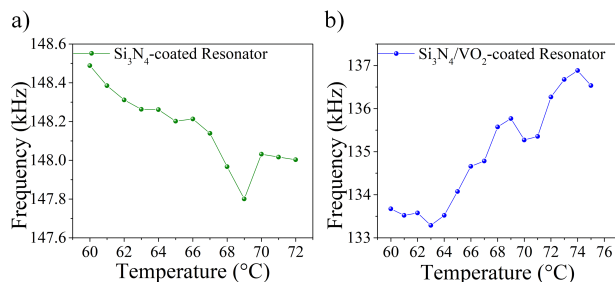 a)
Si₃N₄-coated Resonator
148.6
148.4
148.2
148.0
147.8
147.6
Frequency (kHz)
60 62 64 66 68 70 72
Temperature (°C)
b)
Si₃N₄/VO₂-coated Resonator
137
136
135
134
133
Frequency (kHz)
60 62 64 66 68 70 72 74 76
Temperature (°C)